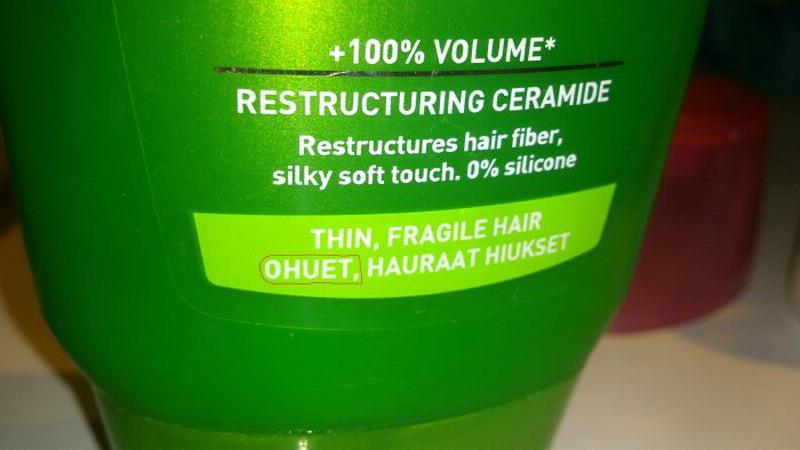 +100% VOLUME*
RESTRUCTURING CERAMIDE
Restructures hair fiber,
silky soft touch. 0% silicone
THIN, FRAGILE HAIR
OHUET, HAURAAT HIUKSET